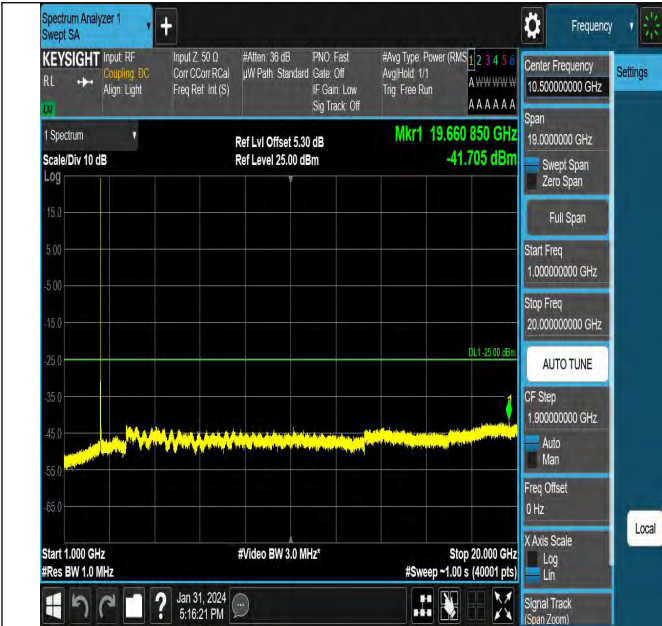 Spectrum Analyzer 1
Swept SA
+
Frequency
KEYSIGHT
RL
Input: RF
Coupling: DC
Align: Light
Input Z: 50 Ω
Corr CCorr RCal
Freq Ref: Int (S)
#Atten: 36 dB
µW Path: Standard
PNO: Fast
Gate: Off
IF Gain: Low
Sig Track: Off
#Avg Type: Power (RMS
Avg|Hold: 1/1
Trig: Free Run
1 2 3 4 5 6
A W W W W W
A A A A A A
1 Spectrum
Scale/Div 10 dB
Log
Ref Lvl Offset 5.30 dB
Ref Level 25.00 dBm
Mkr1 19.660 850 GHz
-41.705 dBm
15.0
5.00
-5.00
-15.0
-25.0
-35.0
-45.0
-55.0
-65.0
DL1 -25.00 dBm
1
Start 1.000 GHz
#Res BW 1.0 MHz
#Video BW 3.0 MHz*
Stop 20.000 GHz
#Sweep ~1.00 s (40001 pts)
Jan 31, 2024
5:16:21 PM
Center Frequency
10.500000000 GHz
Settings
Span
19.0000000 GHz
Swept Span
Zero Span
Full Span
Start Freq
1.000000000 GHz
Stop Freq
20.000000000 GHz
AUTO TUNE
CF Step
1.900000000 GHz
Auto
Man
Freq Offset
0 Hz
X Axis Scale
Log
Lin
Local
Signal Track
(Span Zoom)